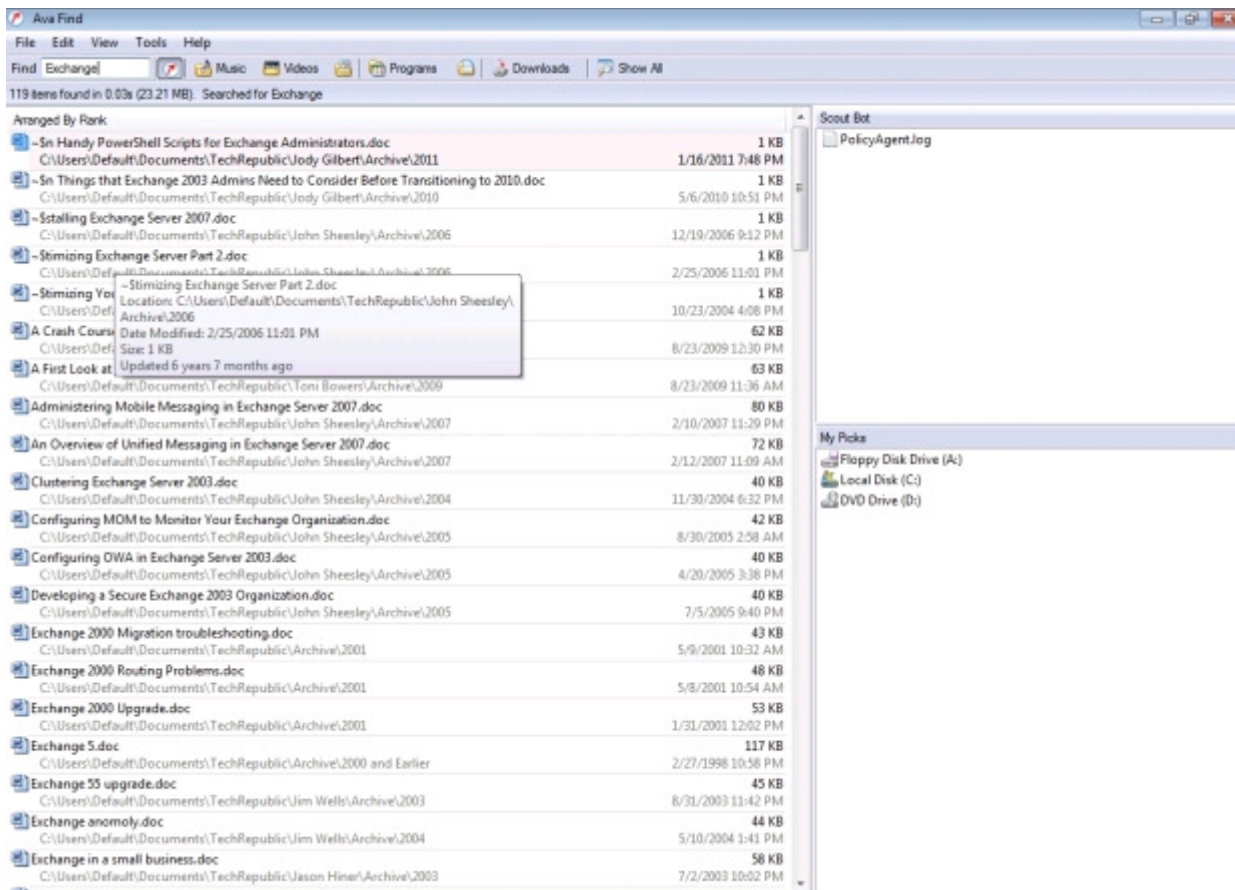 Ava Find
File Edit View Tools Help
Find Exchange Music Videos Programs Downloads Show All
119 items found in 0.03s (23.21 MB). Searched for Exchange
Arranged By Rank
~$n Handy PowerShell Scripts for Exchange Administrators.doc 1 KB
C:\Users\Default\Documents\TechRepublic\Jody Gilbert\Archive\2011 1/16/2011 7:48 PM
~$n Things that Exchange 2003 Admins Need to Consider Before Transitioning to 2010.doc 1 KB
C:\Users\Default\Documents\TechRepublic\Jody Gilbert\Archive\2010 5/6/2010 10:51 PM
~$stalling Exchange Server 2007.doc 1 KB
C:\Users\Default\Documents\TechRepublic\John Sheesley\Archive\2006 12/19/2006 9:12 PM
~$timizing Exchange Server Part 2.doc 1 KB
C:\Users\Default\Documents\TechRepublic\John Sheesley\Archive\2006 2/25/2006 11:01 PM
~$timizing Yo 1 KB
C:\Users\Def 10/23/2004 4:08 PM
A Crash Cours 62 KB
C:\Users\Def 8/23/2009 12:30 PM
A First Look at 63 KB
C:\Users\Default\Documents\TechRepublic\Toni Bowers\Archive\2009 8/23/2009 11:36 AM
~$timizing Exchange Server Part 2.doc
Location: C:\Users\Default\Documents\TechRepublic\John Sheesley\
Archive\2006
Date Modified: 2/25/2006 11:01 PM
Size: 1 KB
Updated 6 years 7 months ago
Administering Mobile Messaging in Exchange Server 2007.doc 80 KB
C:\Users\Default\Documents\TechRepublic\John Sheesley\Archive\2007 2/10/2007 11:29 PM
An Overview of Unified Messaging in Exchange Server 2007.doc 72 KB
C:\Users\Default\Documents\TechRepublic\John Sheesley\Archive\2007 2/12/2007 11:09 AM
Clustering Exchange Server 2003.doc 40 KB
C:\Users\Default\Documents\TechRepublic\John Sheesley\Archive\2004 11/30/2004 6:32 PM
Configuring MOM to Monitor Your Exchange Organization.doc 42 KB
C:\Users\Default\Documents\TechRepublic\John Sheesley\Archive\2005 8/30/2005 2:58 AM
Configuring OWA in Exchange Server 2003.doc 40 KB
C:\Users\Default\Documents\TechRepublic\John Sheesley\Archive\2005 4/20/2005 3:38 PM
Developing a Secure Exchange 2003 Organization.doc 40 KB
C:\Users\Default\Documents\TechRepublic\John Sheesley\Archive\2005 7/5/2005 9:40 PM
Exchange 2000 Migration troubleshooting.doc 43 KB
C:\Users\Default\Documents\TechRepublic\Archive\2001 5/9/2001 10:32 AM
Exchange 2000 Routing Problems.doc 48 KB
C:\Users\Default\Documents\TechRepublic\Archive\2001 5/8/2001 10:54 AM
Exchange 2000 Upgrade.doc 53 KB
C:\Users\Default\Documents\TechRepublic\Archive\2001 1/31/2001 12:02 PM
Exchange 5.doc 117 KB
C:\Users\Default\Documents\TechRepublic\Archive\2000 and Earlier 2/27/1998 10:58 PM
Exchange 55 upgrade.doc 45 KB
C:\Users\Default\Documents\TechRepublic\Jim Wells\Archive\2003 8/31/2003 11:42 PM
Exchange anomoly.doc 44 KB
C:\Users\Default\Documents\TechRepublic\Jim Wells\Archive\2004 5/10/2004 1:41 PM
Exchange in a small business.doc 58 KB
C:\Users\Default\Documents\TechRepublic\Jason Hiner\Archive\2003 7/2/2003 10:02 PM
Scout Bot
PolicyAgent.log
My Picks
Floppy Disk Drive (A:)
Local Disk (C:)
DVD Drive (D:)